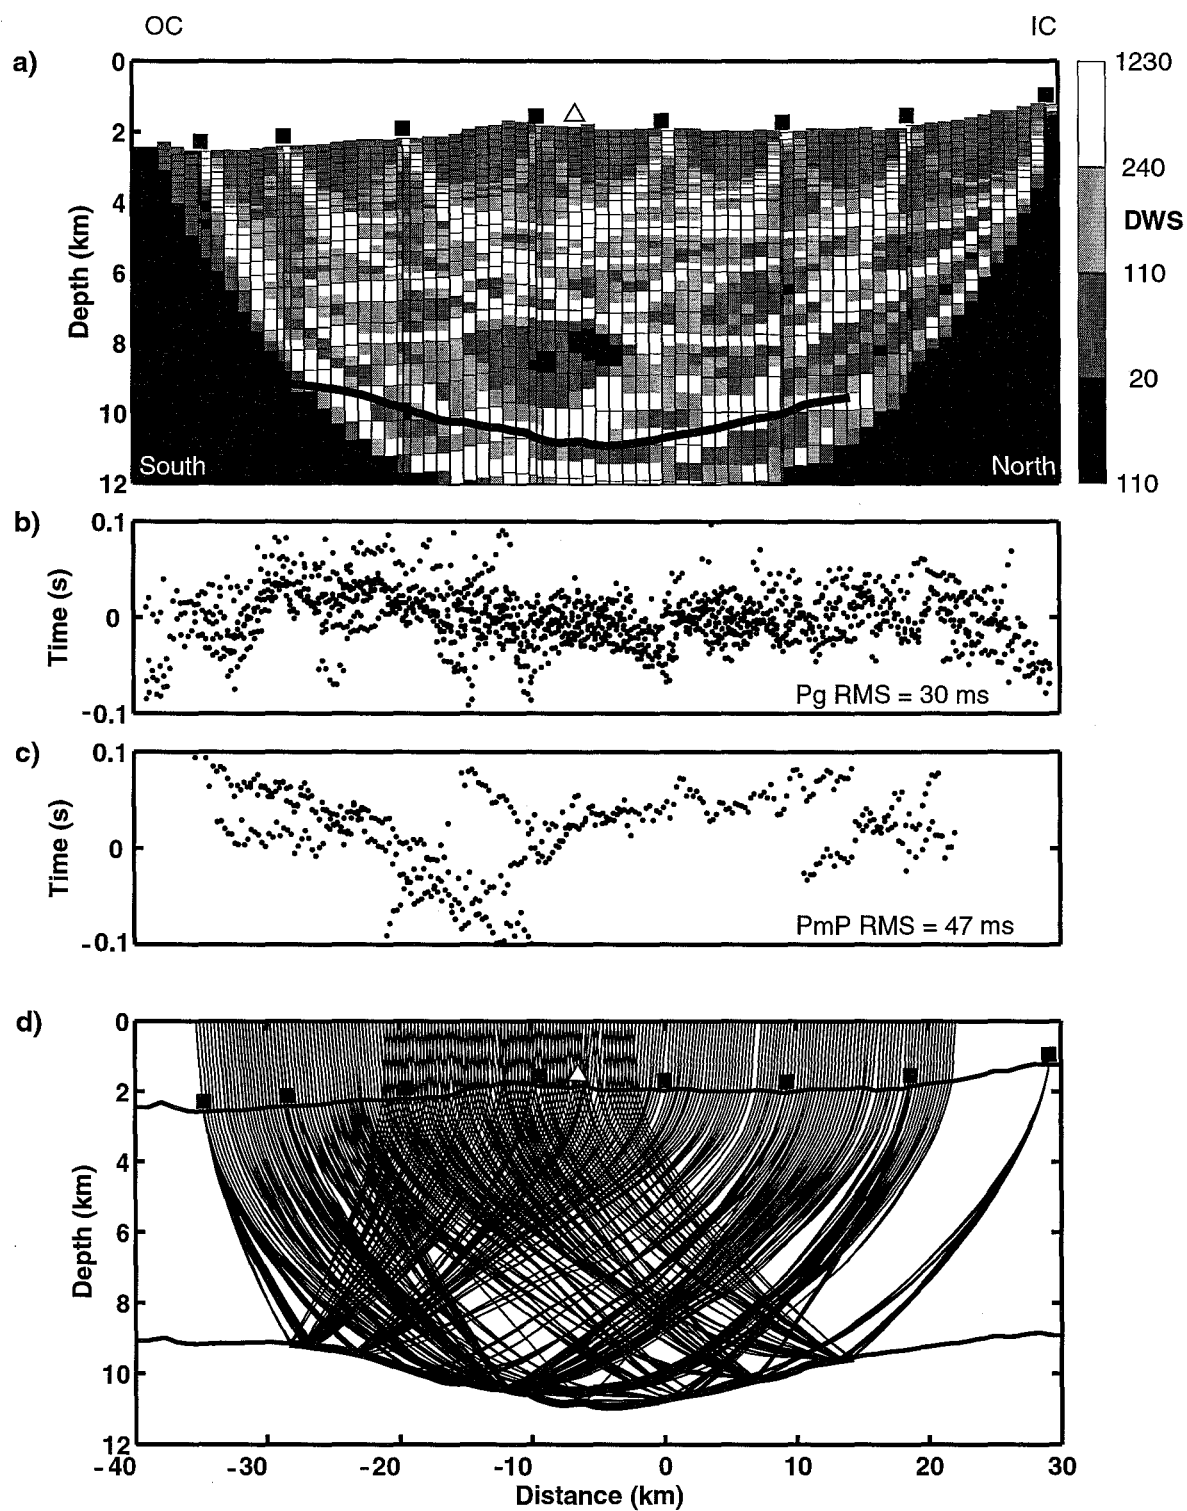 OC IC
a)
0
2
4
6
8
10
12
Depth (km)
South North
1230
240
DWS
110
20
110
b)
0.1
0
-0.1
Time (s)
Pg RMS = 30 ms
c)
0.1
0
-0.1
Time (s)
PmP RMS = 47 ms
d)
0
2
4
6
8
10
12
Depth (km)
-40 -30 -20 -10 0 10 20 30
Distance (km)